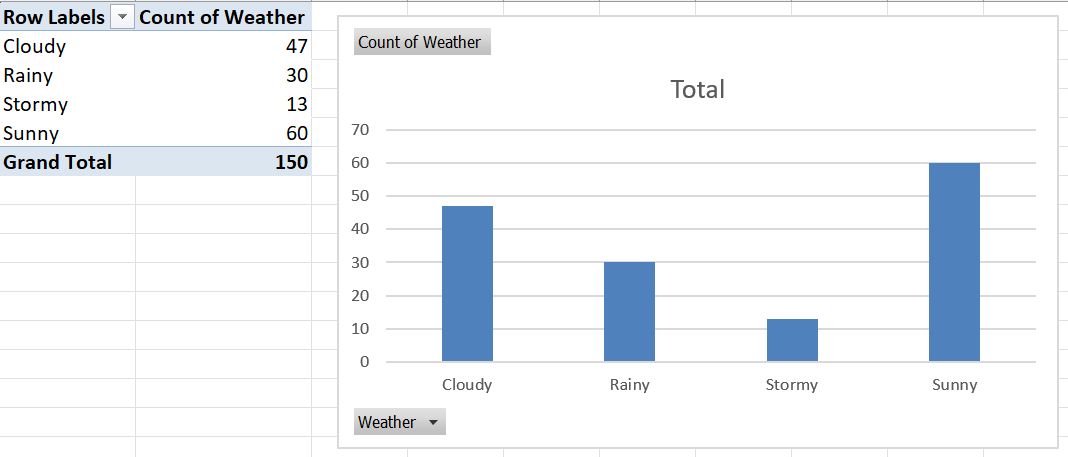 Row Labels Count of Weather
Cloudy 47
Rainy 30
Stormy 13
Sunny 60
Grand Total 150
Count of Weather
Total
70
60
50
40
30
20
10
0
Cloudy Rainy Stormy Sunny
Weather